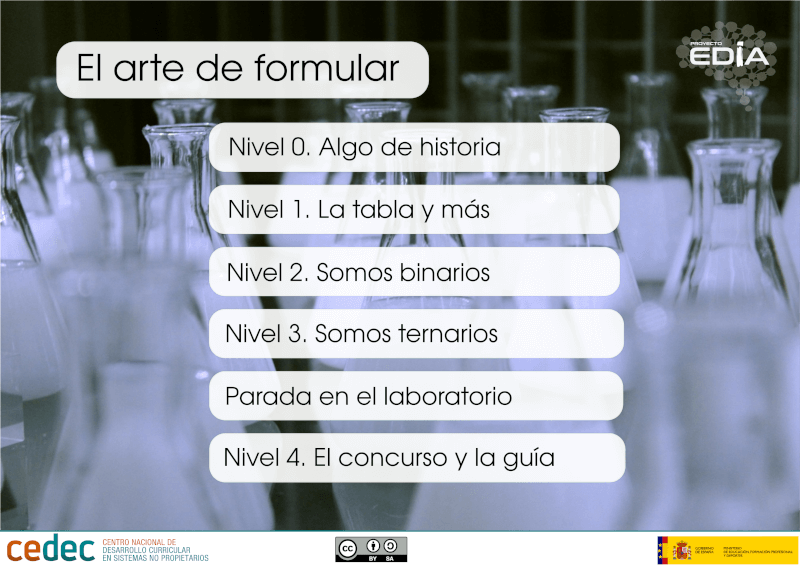 El arte de formular
PROYECTO
EDIA
Nivel 0. Algo de historia
Nivel 1. La tabla y más
Nivel 2. Somos binarios
Nivel 3. Somos ternarios
Parada en el laboratorio
Nivel 4. El concurso y la guía
cedec
CENTRO NACIONAL DE
DESARROLLO CURRICULAR
EN SISTEMAS NO PROPIETARIOS
cc
BY SA
GOBIERNO
DE ESPAÑA
MINISTERIO
DE EDUCACIÓN, FORMACIÓN PROFESIONAL
Y DEPORTES